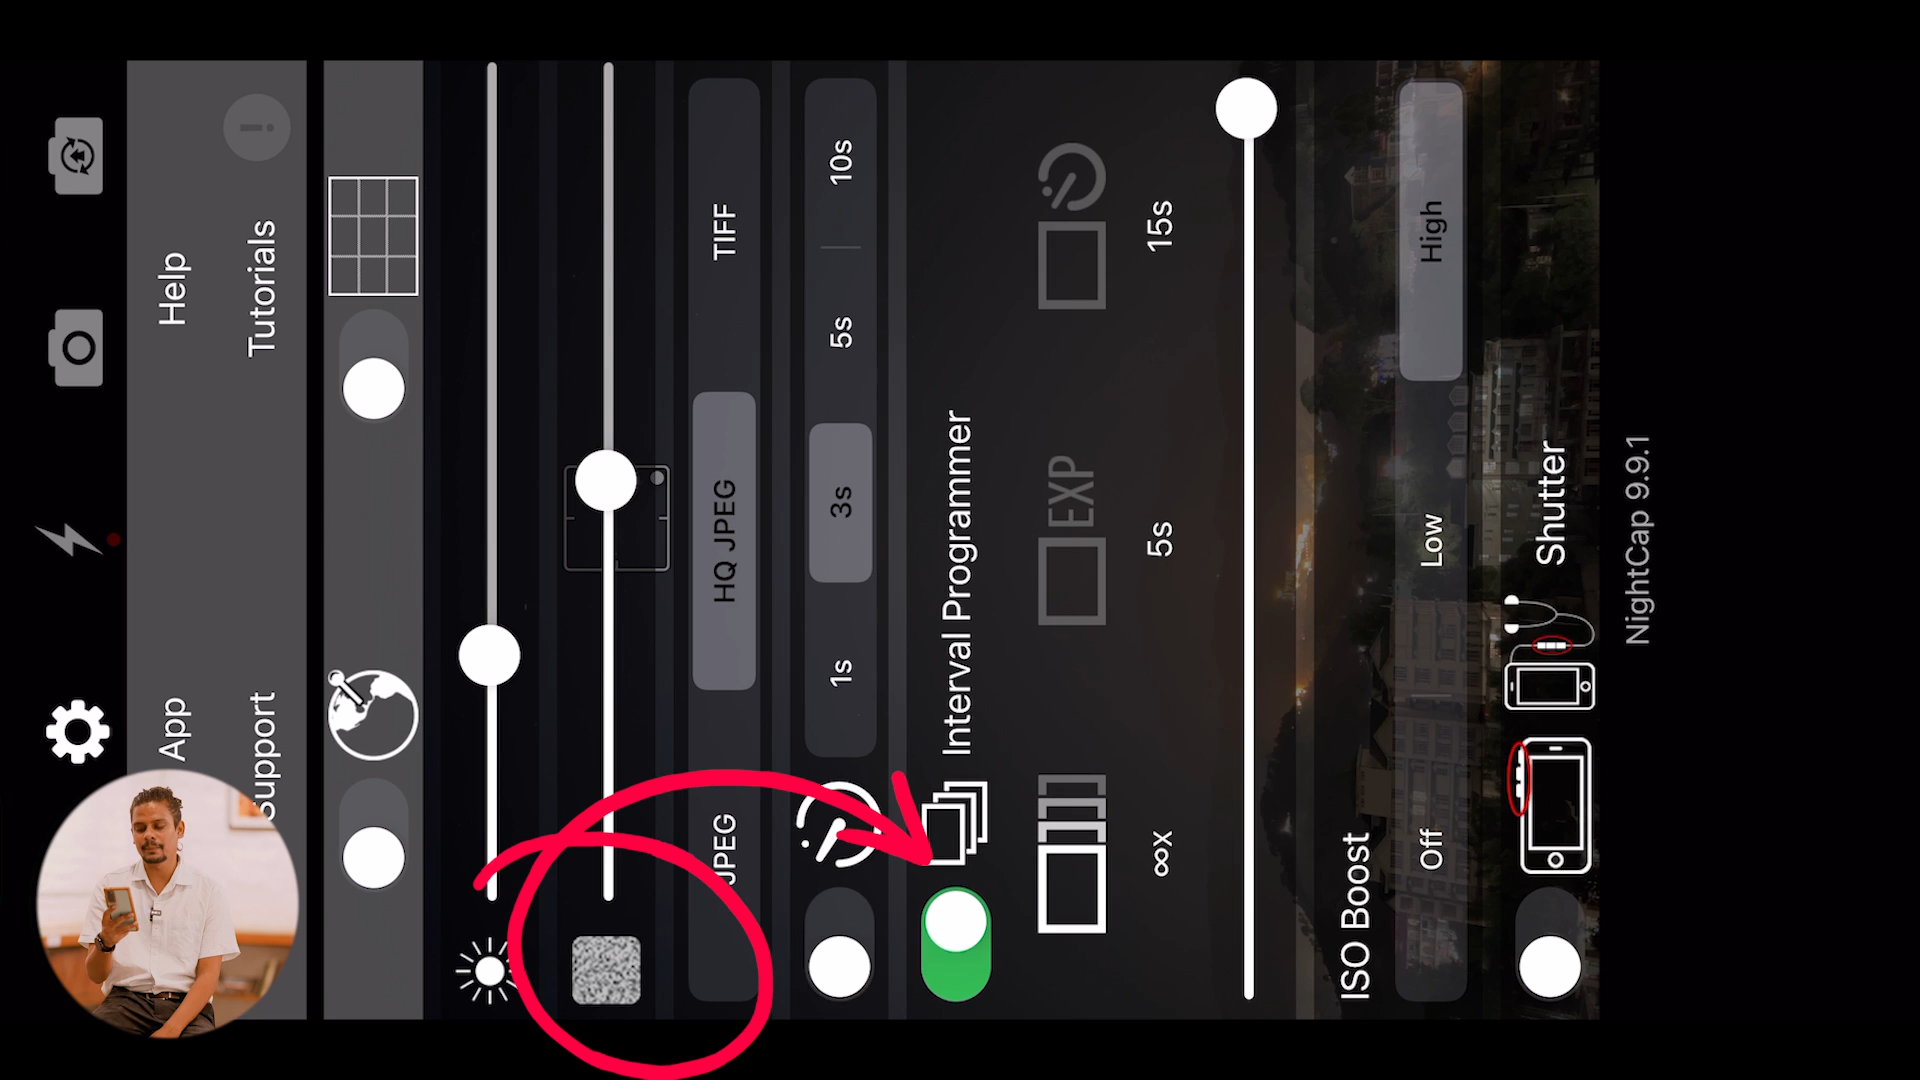 App Help
Support Tutorials
JPEG HQ JPEG TIFF
1s 3s 5s 10s
Interval Programmer
EXP
∞x 5s 15s
ISO Boost
Off Low High
Shutter
NightCap 9.9.1